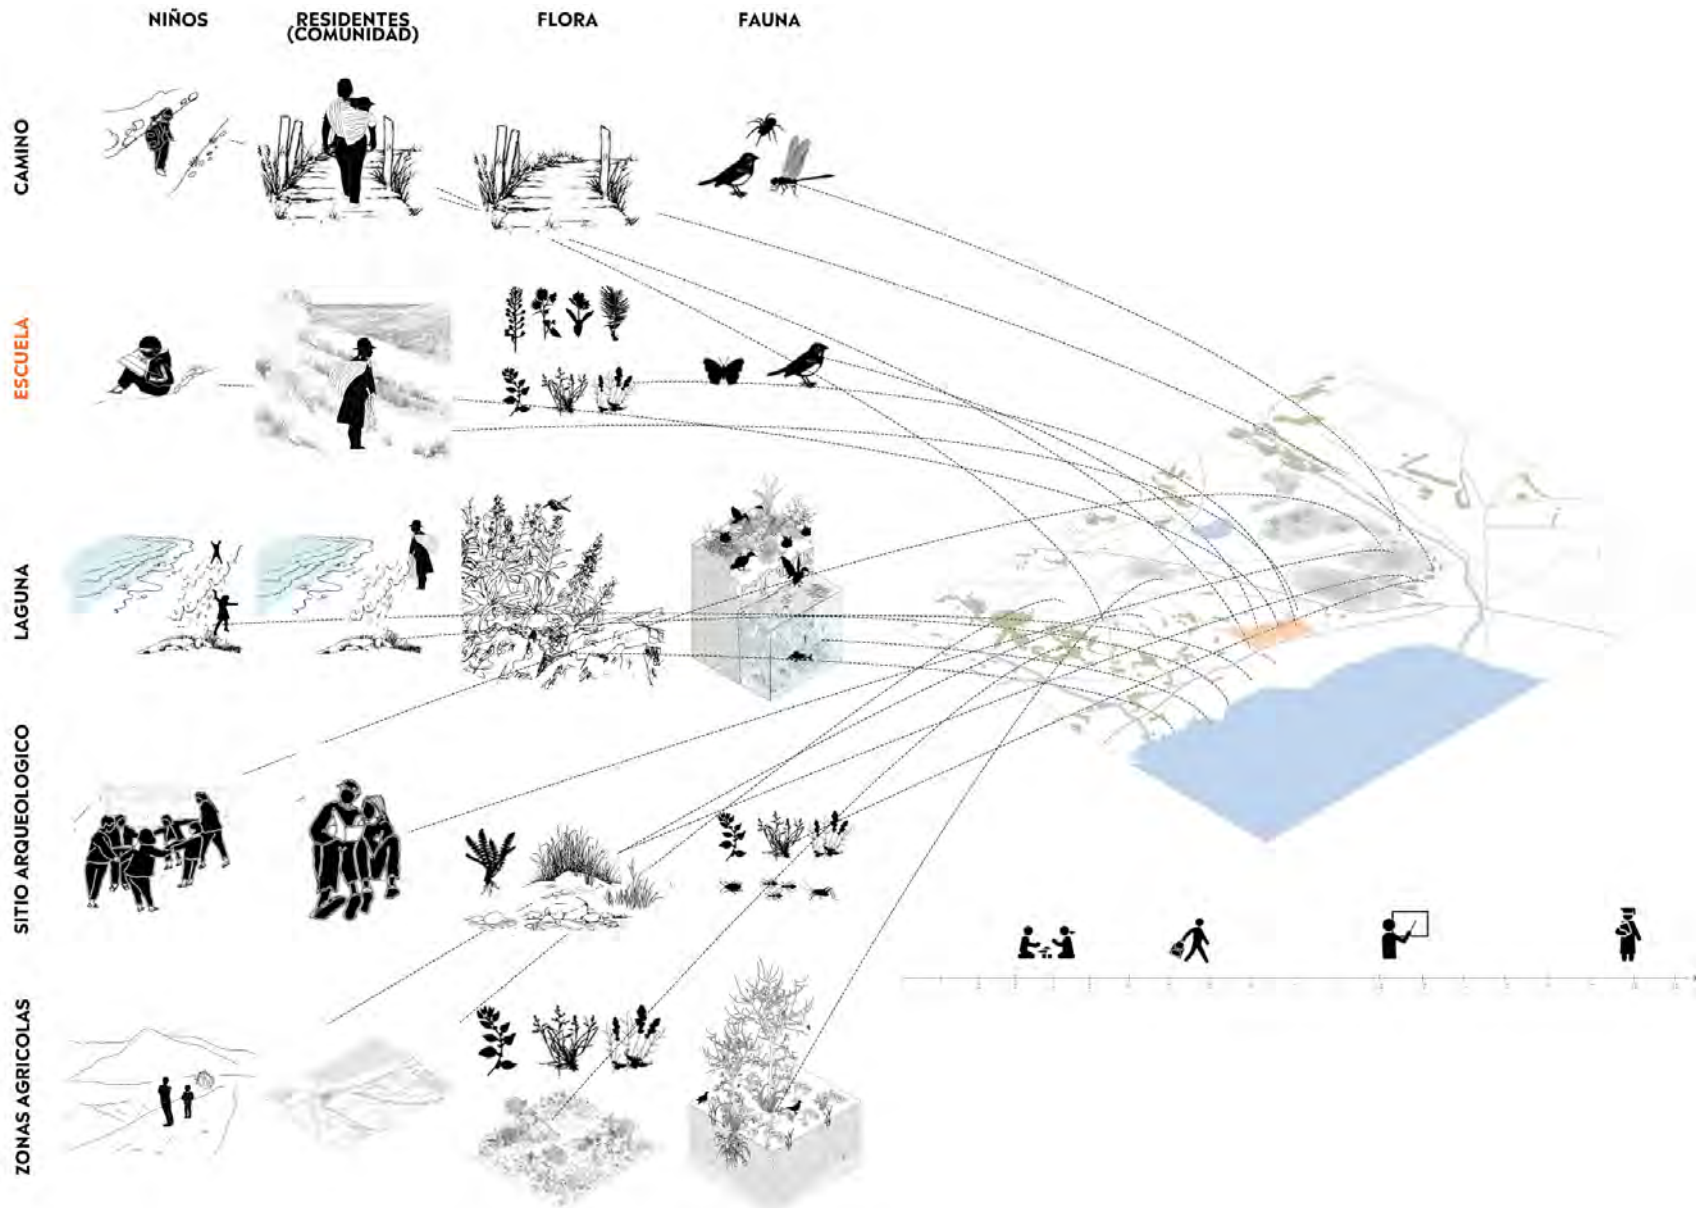 NIÑOS
RESIDENTES
(COMUNIDAD)
FLORA
FAUNA
CAMINO
ESCUELA
LAGUNA
SITIO ARQUEOLOGICO
ZONAS AGRICOLAS